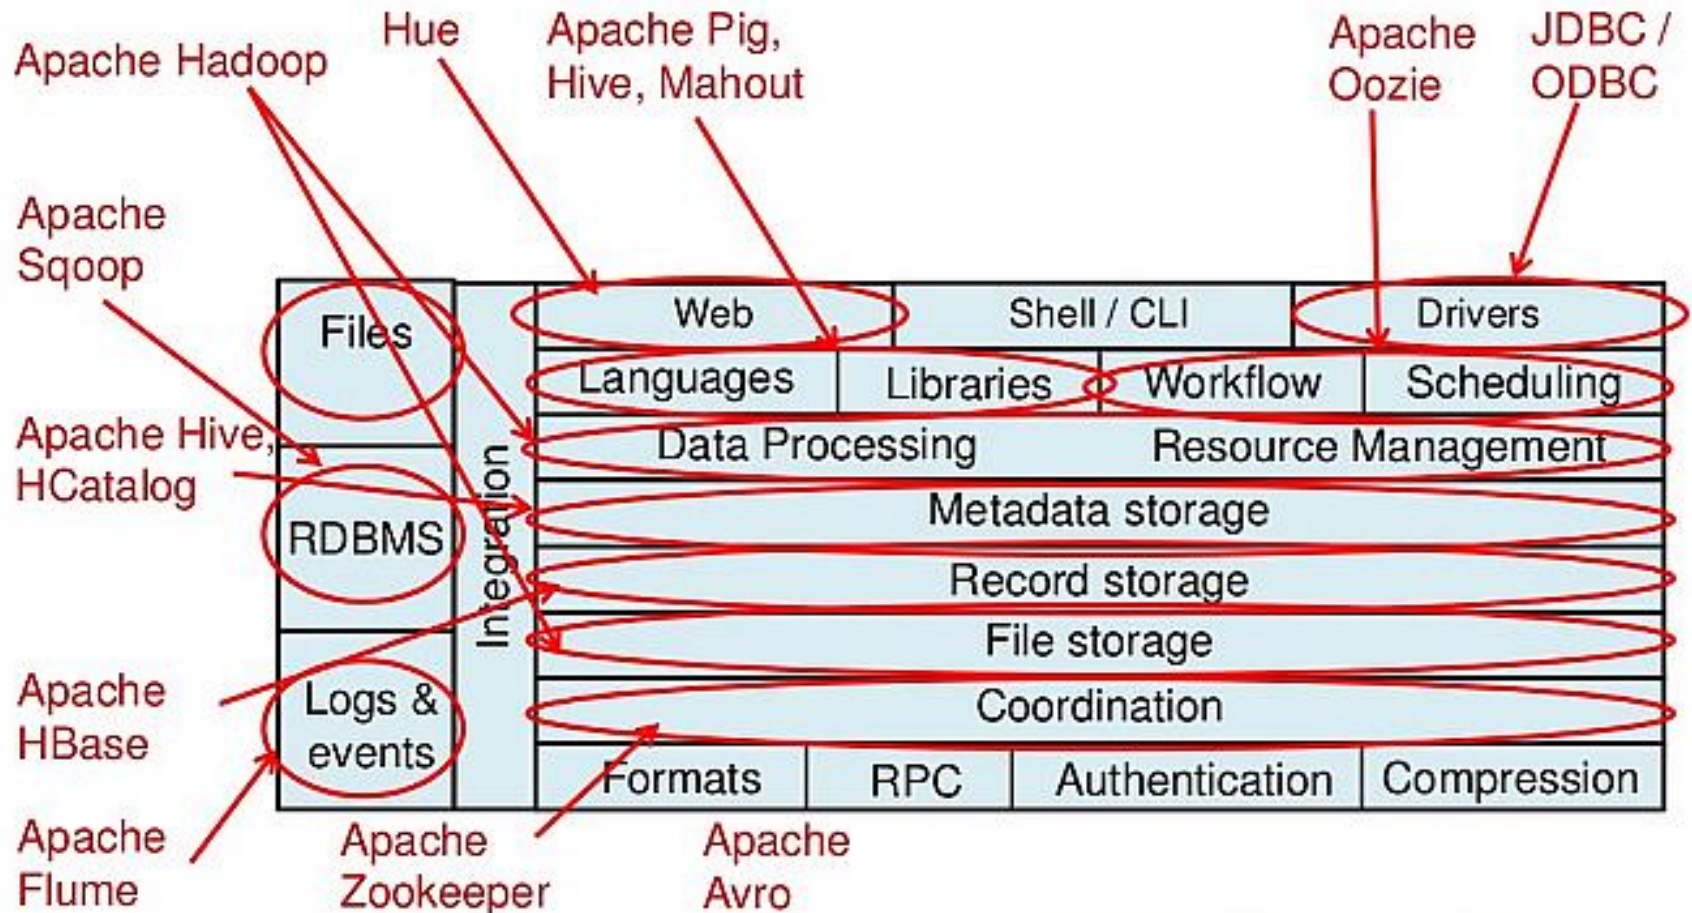 Apache Hadoop
Hue
Apache Pig,
Hive, Mahout
Apache
Oozie
JDBC /
ODBC
Apache
Sqoop
Apache Hive,
HCatalog
Apache
HBase
Apache
Flume
Apache
Zookeeper
Apache
Avro
Files
RDBMS
Logs &
events
Integration
Web
Shell / CLI
Drivers
Languages
Libraries
Workflow
Scheduling
Data Processing
Resource Management
Metadata storage
Record storage
File storage
Coordination
Formats
RPC
Authentication
Compression